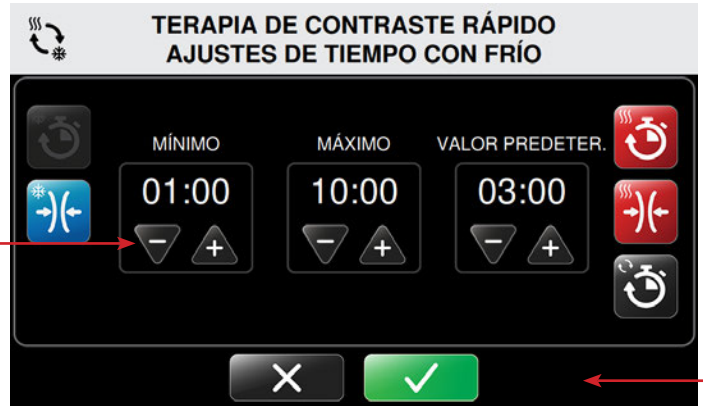 TERAPIA DE CONTRASTE RÁPIDO
AJUSTES DE TIEMPO CON FRÍO
MÍNIMO MÁXIMO VALOR PREDETER.
01:00 10:00 03:00